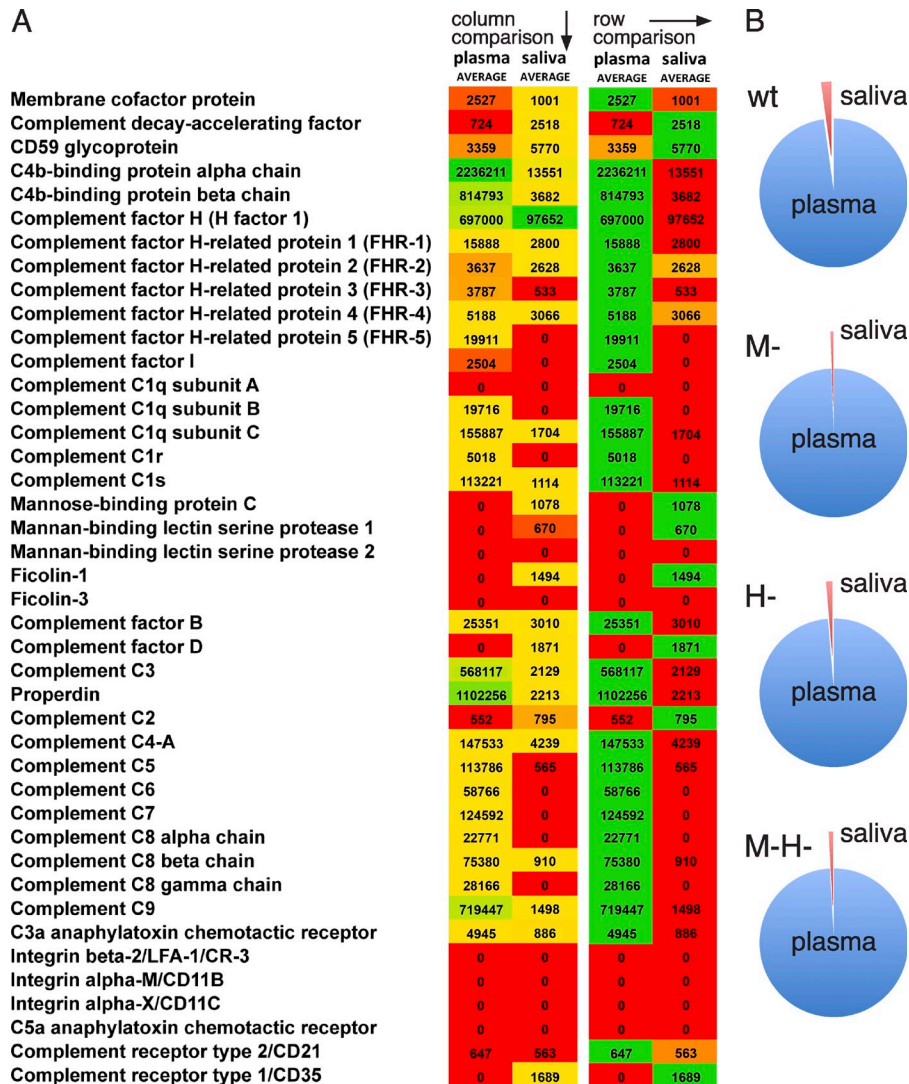 A
column comparison
row comparison
B
plasma saliva plasma saliva
AVERAGE AVERAGE AVERAGE AVERAGE
Membrane cofactor protein 2527 1001 2527 1001
Complement decay-accelerating factor 724 2518 724 2518
CD59 glycoprotein 3359 5770 3359 5770
C4b-binding protein alpha chain 2236211 13551 2236211 13551
C4b-binding protein beta chain 814793 3682 814793 3682
Complement factor H (H factor 1) 697000 97652 697000 97652
Complement factor H-related protein 1 (FHR-1) 15888 2800 15888 2800
Complement factor H-related protein 2 (FHR-2) 3637 2628 3637 2628
Complement factor H-related protein 3 (FHR-3) 3787 533 3787 533
Complement factor H-related protein 4 (FHR-4) 5188 3066 5188 3066
Complement factor H-related protein 5 (FHR-5) 19911 0 19911 0
Complement factor I 2504 0 2504 0
Complement C1q subunit A 0 0 0 0
Complement C1q subunit B 19716 0 19716 0
Complement C1q subunit C 155887 1704 155887 1704
Complement C1r 5018 0 5018 0
Complement C1s 113221 1114 113221 1114
Mannose-binding protein C 0 1078 0 1078
Mannan-binding lectin serine protease 1 0 670 0 670
Mannan-binding lectin serine protease 2 0 0 0 0
Ficolin-1 0 1494 0 1494
Ficolin-3 0 0 0 0
Complement factor B 25351 3010 25351 3010
Complement factor D 0 1871 0 1871
Complement C3 568117 2129 568117 2129
Properdin 1102256 2213 1102256 2213
Complement C2 552 795 552 795
Complement C4-A 147533 4239 147533 4239
Complement C5 113786 565 113786 565
Complement C6 58766 0 58766 0
Complement C7 124592 0 124592 0
Complement C8 alpha chain 22771 0 22771 0
Complement C8 beta chain 75380 910 75380 910
Complement C8 gamma chain 28166 0 28166 0
Complement C9 719447 1498 719447 1498
C3a anaphylatoxin chemotactic receptor 4945 886 4945 886
Integrin beta-2/LFA-1/CR-3 0 0 0 0
Integrin alpha-M/CD11B 0 0 0 0
Integrin alpha-X/CD11C 0 0 0 0
C5a anaphylatoxin chemotactic receptor 0 0 0 0
Complement receptor type 2/CD21 647 563 647 563
Complement receptor type 1/CD35 0 1689 0 1689
wt saliva
plasma
M- saliva
plasma
H- saliva
plasma
M-H- saliva
plasma